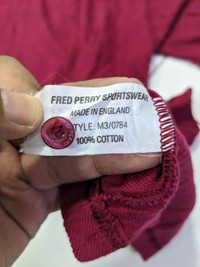 FRED PERRY SPORTSWEAR
MADE IN ENGLAND
STYLE: M3/0784
100% COTTON